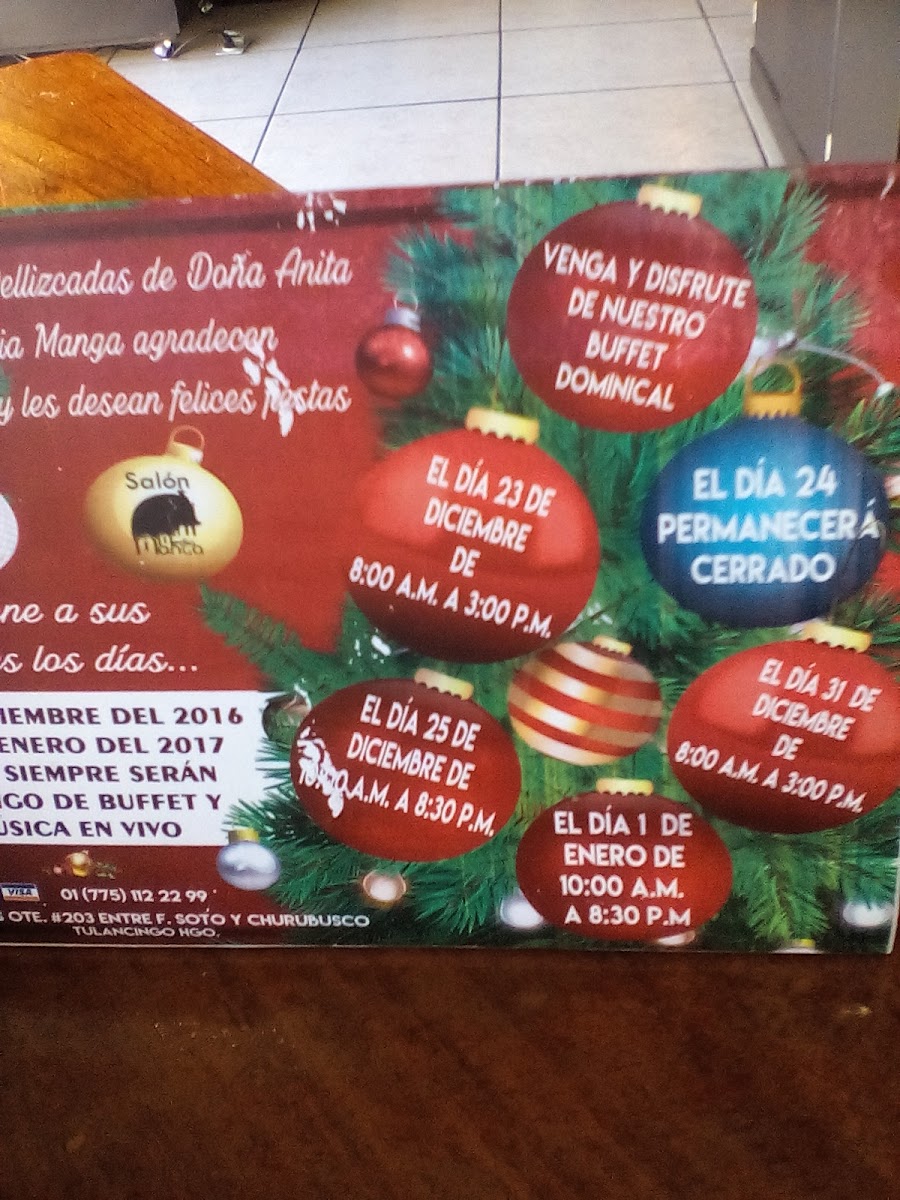 ellizcadas de Doña Anita
ia Manga agradecen
y les desean felices fiestas
Salón
Manga
ne a sus
s los días...
IEMBRE DEL 2016
ENERO DEL 2017
SIEMPRE SERÁN
GO DE BUFFET Y
ÚSICA EN VIVO
VISA
01 (775) 112 22 99
OTE. #203 ENTRE F. SOTO Y CHURUBUSCO
TULANCINGO HGO.
VENGA Y DISFRUTE
DE NUESTRO
BUFFET
DOMINICAL
EL DÍA 23 DE
DICIEMBRE
DE
8:00 A.M. A 3:00 P.M.
EL DÍA 24
PERMANECERÁ
CERRADO
EL DÍA 25 DE
DICIEMBRE DE
A.M. A 8:30 P.M.
EL DÍA 31 DE
DICIEMBRE
DE
8:00 A.M. A 3:00 P.M.
EL DÍA 1 DE
ENERO DE
10:00 A.M.
A 8:30 P.M